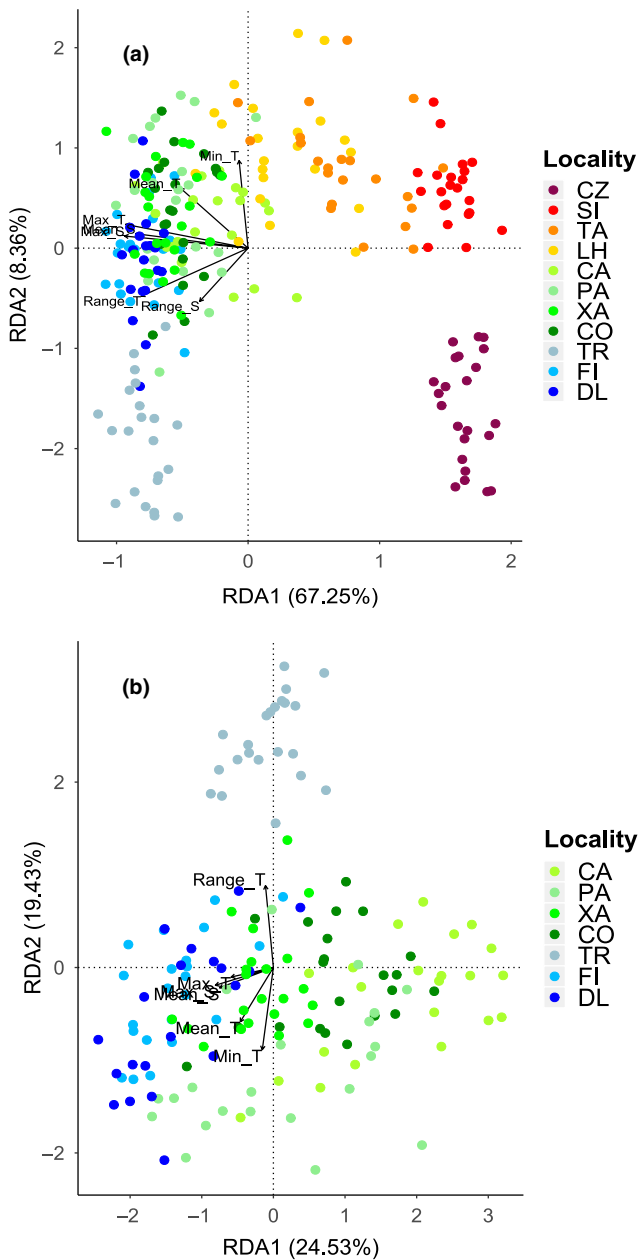 (a)
2
1
0
−1
−2
RDA2 (8.36%)
Min_T
Mean_T
Max_T
Max_S
Range_T
Range_S
−1 0 1 2
RDA1 (67.25%)
Locality
CZ
SI
TA
LH
CA
PA
XA
CO
TR
FI
DL
(b)
2
0
−2
RDA2 (19.43%)
Range_T
Max_T
Mean_S
Mean_T
Min_T
−2 −1 0 1 2 3
RDA1 (24.53%)
Locality
CA
PA
XA
CO
TR
FI
DL